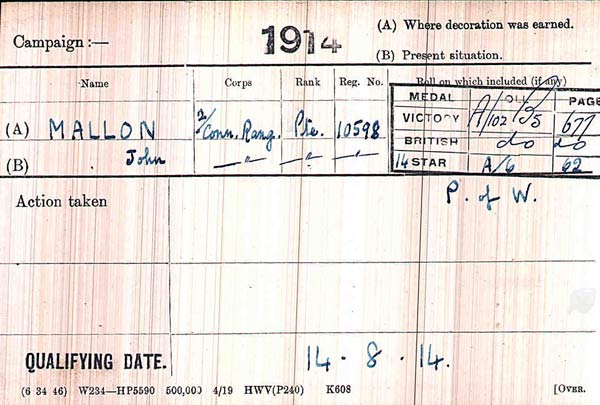 (A) Where decoration was earned.
Campaign :— 1914
(B) Present situation.
Name Corps Rank Reg. No. Roll on which included (if any)
MEDAL ROLL PAGE
(A) MALLON 2/Conn. Rang. Pte. 10598 VICTORY A/102 B5 677
BRITISH do do
(B) John —"— —"— —"— 14 STAR A/6 62
Action taken P. of W.
QUALIFYING DATE. 14 · 8 · 14.
(6 34 46) W234—HP5590 500,000 4/19 HWV(P240) K608 [OVER.